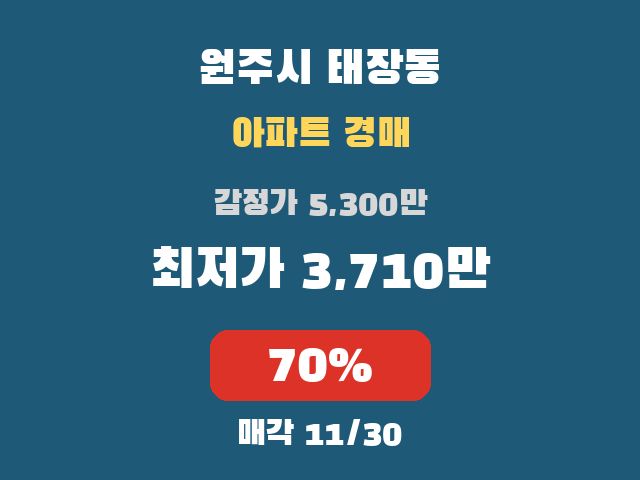 원주시 태장동
아파트 경매
감정가 5,300만
최저가 3,710만
70%
매각 11/30